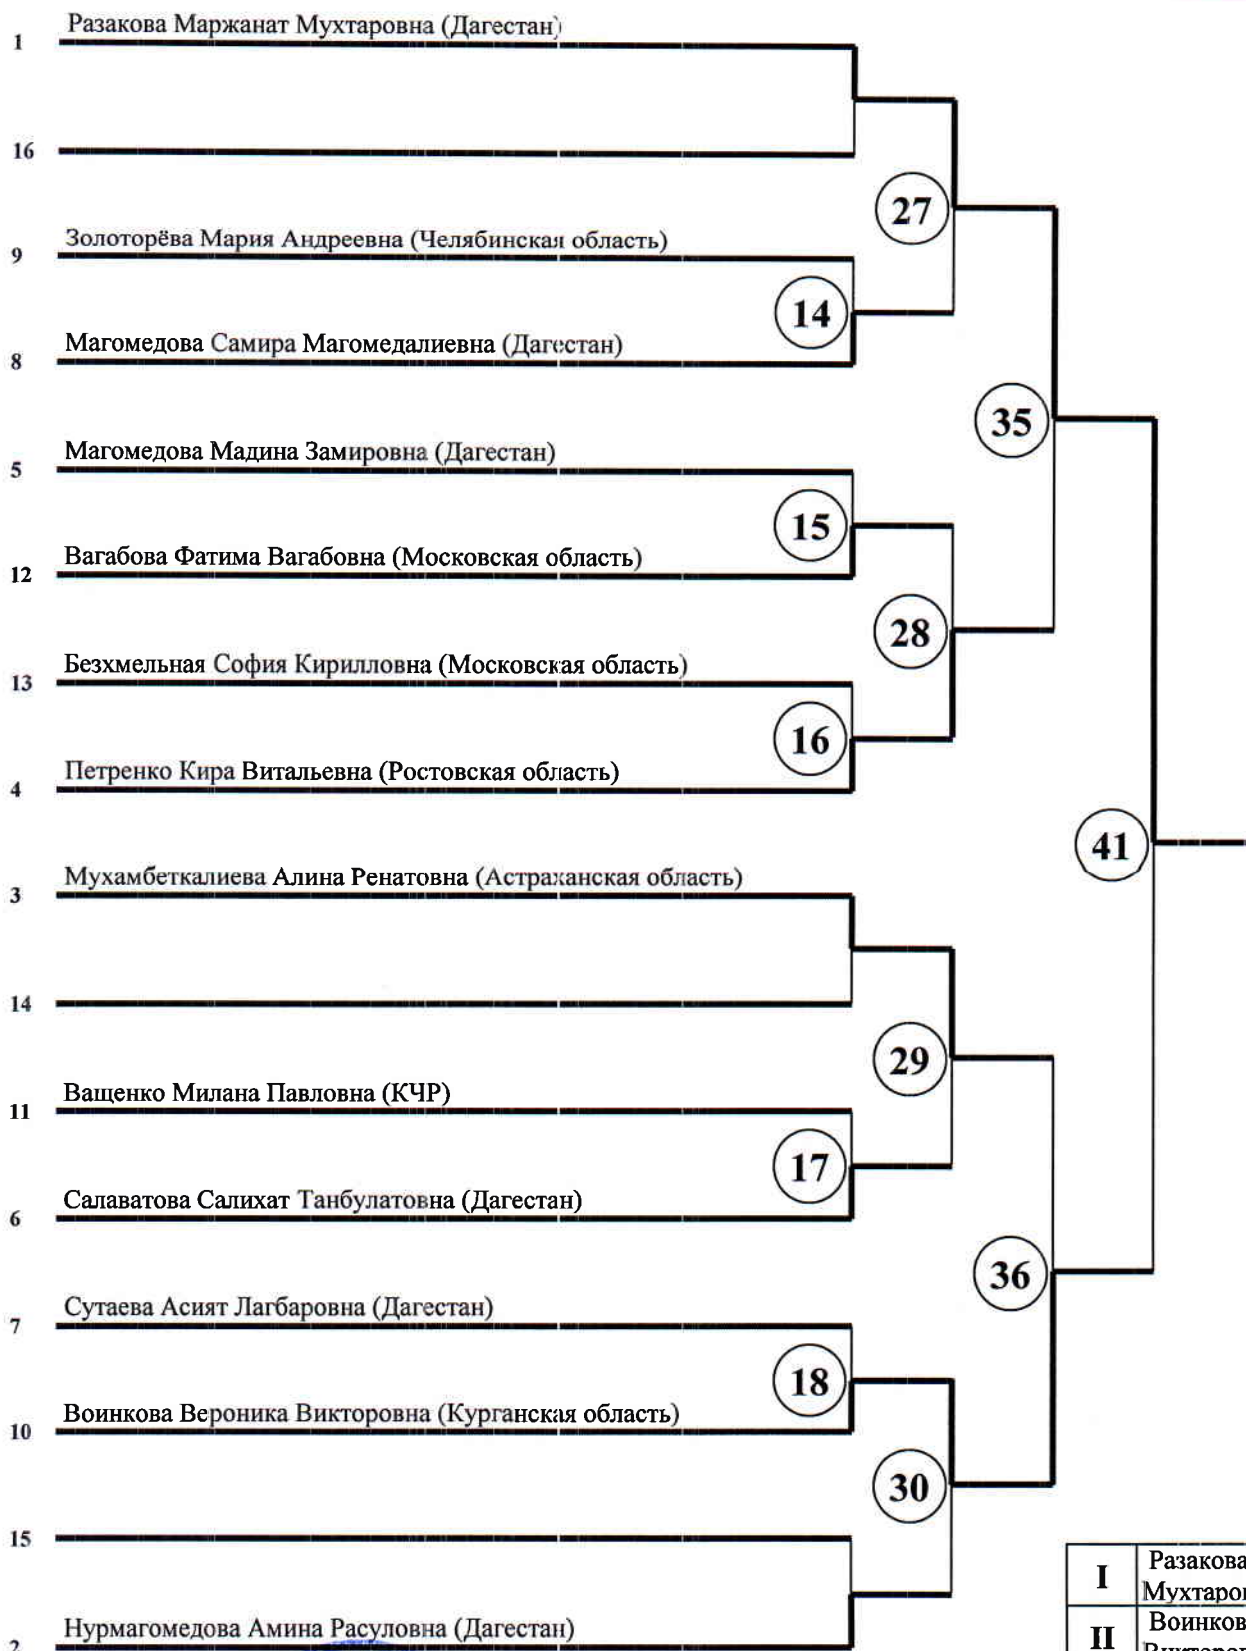 Разакова Маржанат Мухтаровна (Дагестан)
1
16
27
Золоторёва Мария Андреевна (Челябинская область)
9
14
Магомедова Самира Магомедалиевна (Дагестан)
8
35
Магомедова Мадина Замировна (Дагестан)
5
15
Вагабова Фатима Вагабовна (Московская область)
12
28
Безхмельная София Кирилловна (Московская область)
13
16
Петренко Кира Витальевна (Ростовская область)
4
41
Мухамбеткалиева Алина Ренатовна (Астраханская область)
3
14
29
Ващенко Милана Павловна (КЧР)
11
17
Салаватова Салихат Танбулатовна (Дагестан)
6
36
Сутаева Асият Лагбаровна (Дагестан)
7
18
Воинкова Вероника Викторовна (Курганская область)
10
30
15
I Разакова
Нурмагомедова Амина Расуловна (Дагестан)
2
II